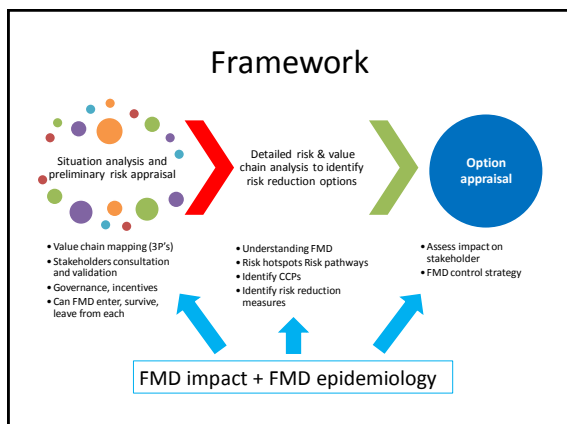 Framework
Situation analysis and
preliminary risk appraisal
Detailed risk & value
chain analysis to identify
risk reduction options
Option
appraisal
• Value chain mapping (3P's)
• Stakeholders consultation
and validation
• Governance, incentives
• Can FMD enter, survive,
leave from each
• Understanding FMD
• Risk hotspots Risk pathways
• Identify CCPs
• Identify risk reduction
measures
• Assess impact on
stakeholder
• FMD control strategy
FMD impact + FMD epidemiology